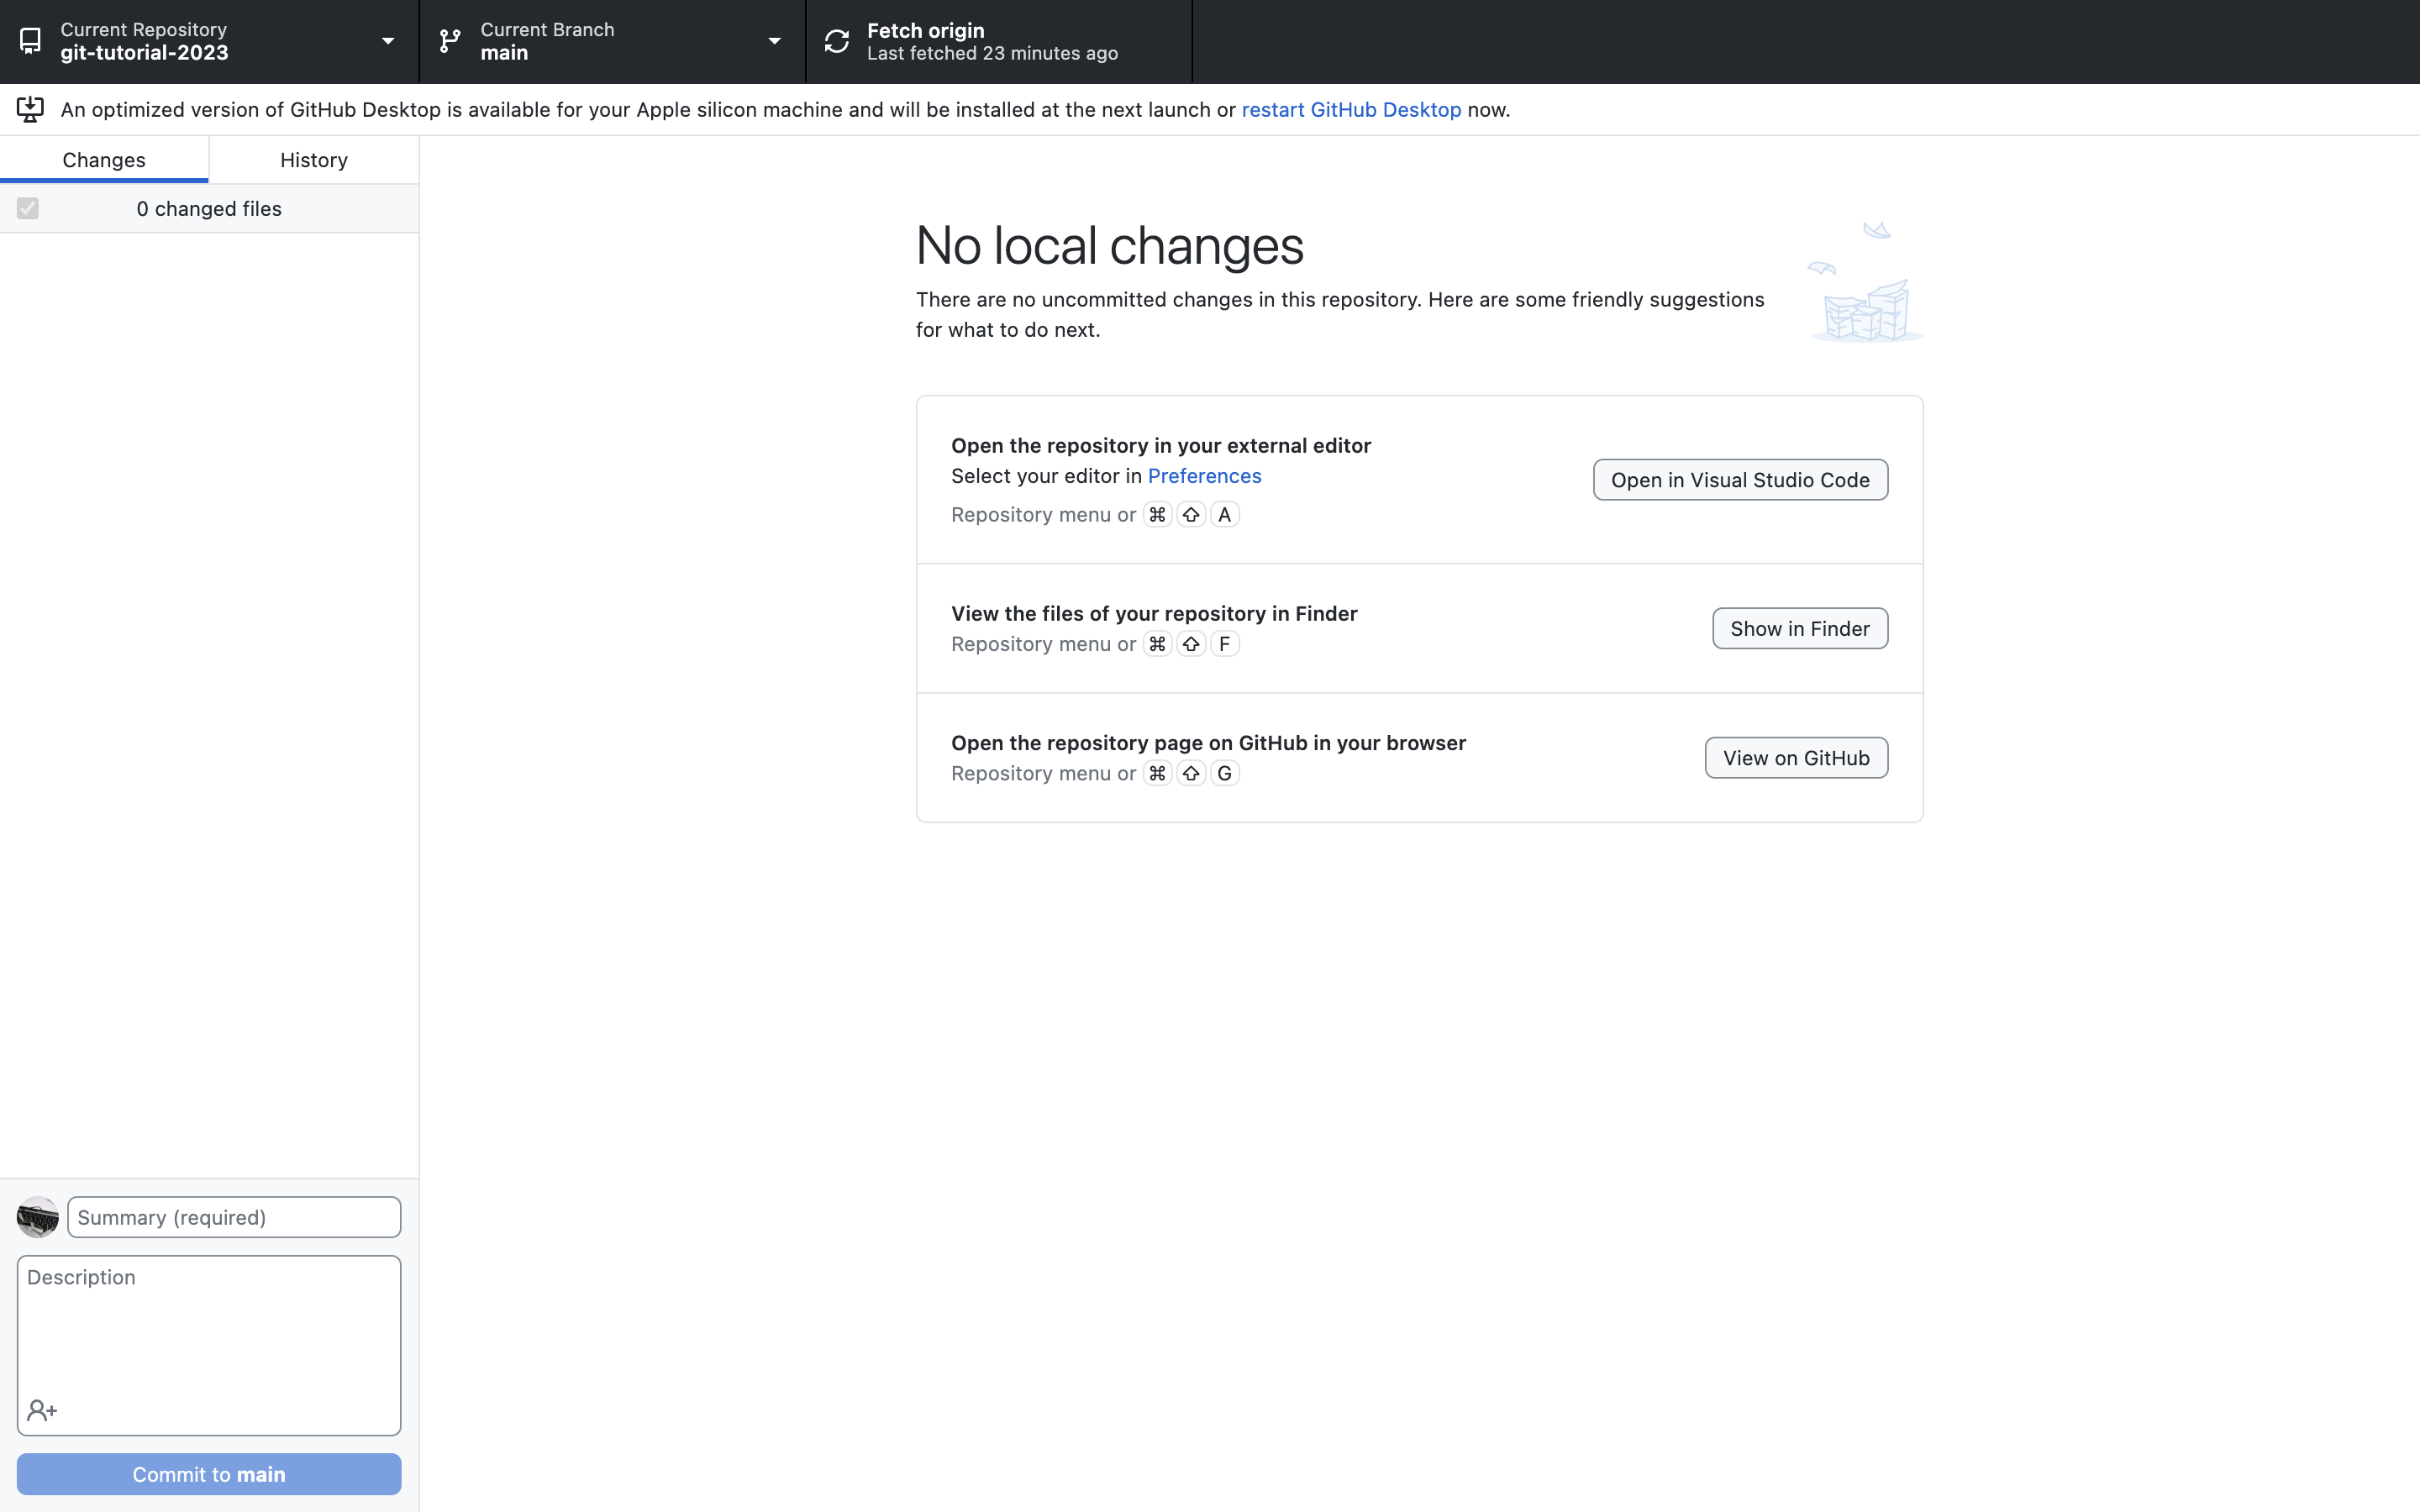 Current Repository
git-tutorial-2023
Current Branch
main
Fetch origin
Last fetched 23 minutes ago
An optimized version of GitHub Desktop is available for your Apple silicon machine and will be installed at the next launch or restart GitHub Desktop now.
Changes
History
0 changed files
No local changes
There are no uncommitted changes in this repository. Here are some friendly suggestions
for what to do next.
Open the repository in your external editor
Select your editor in Preferences
Repository menu or ⌘ ⇧ A
Open in Visual Studio Code
View the files of your repository in Finder
Repository menu or ⌘ ⇧ F
Show in Finder
Open the repository page on GitHub in your browser
Repository menu or ⌘ ⇧ G
View on GitHub
Summary (required)
Description
Commit to main